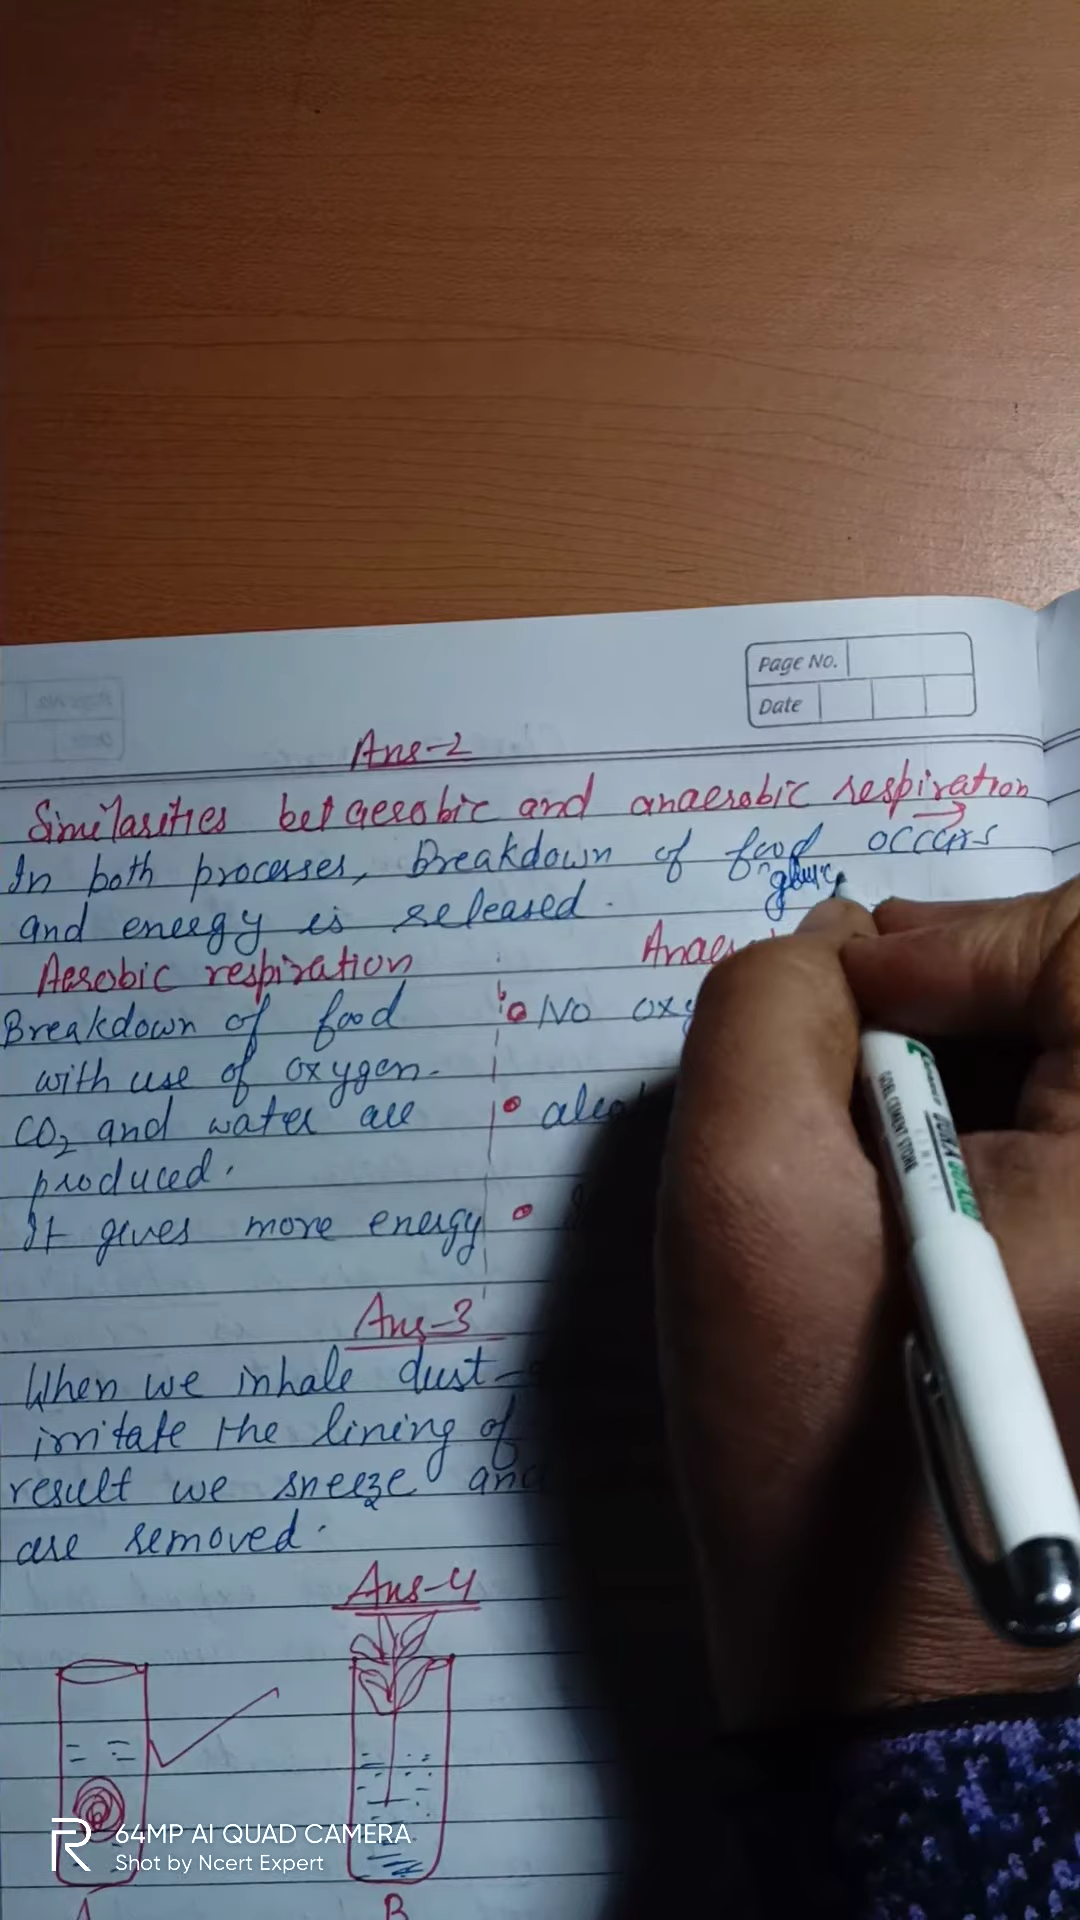 Page No.
Date
Ans-2
Similarities bet aerobic and anaerobic respiration
In both processes, Breakdown of food occurs
and energy is released.
Aerobic respiration
Breakdown of food
with use of oxygen.
CO₂ and water are
produced.
It gives more energy
No
Ans-3
When we inhale dust
irritate the lining of
result we sneeze
are removed.
Ans-4
A
B
64MP AI QUAD CAMERA
Shot by Ncert Expert